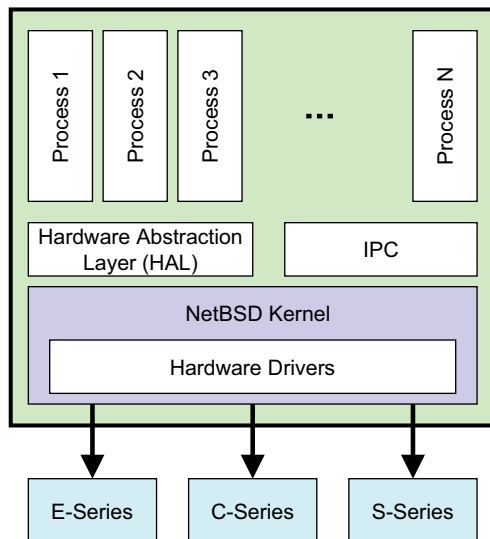 Process 1
Process 2
Process 3
...
Process N
Hardware Abstraction
Layer (HAL)
IPC
NetBSD Kernel
Hardware Drivers
E-Series
C-Series
S-Series